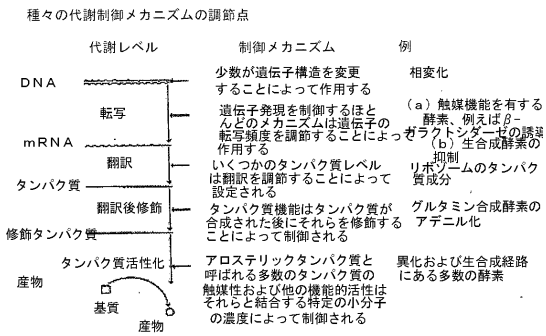 種々の代謝制御メカニズムの調節点
代謝レベル 制御メカニズム 例
DNA
少数が遺伝子構造を変更
することによって作用する
相変化
転写
遺伝子発現を制御するほと
んどのメカニズムは遺伝子の
転写頻度を調節することによって
作用する
(a)触媒機能を有する
酵素、例えばβ-
ガラクトシダーゼの誘導
(b)生合成酵素の
抑制
mRNA
翻訳
いくつかのタンパク質レベル
は翻訳を調節することによって
設定される
リボソームのタンパク
質成分
タンパク質
翻訳後修飾
タンパク質機能はタンパク質が
合成された後にそれらを修飾する
ことによって制御される
グルタミン合成酵素の
アデニル化
修飾タンパク質
タンパク質活性化
アロステリックタンパク質と
呼ばれる多数のタンパク質の
触媒性および他の機能的活性は
それらと結合する特定の小分子
の濃度によって制御される
異化および生合成経路
にある多数の酵素
産物
基質
産物